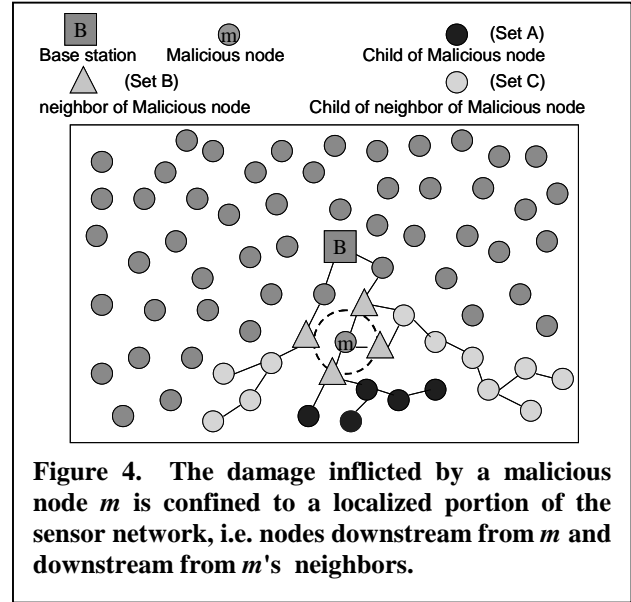 B
m
(Set A)
Base station
Malicious node
Child of Malicious node
(Set B)
(Set C)
neighbor of Malicious node
Child of neighbor of Malicious node
B
m
Figure 4. The damage inflicted by a malicious
node m is confined to a localized portion of the
sensor network, i.e. nodes downstream from m and
downstream from m's neighbors.